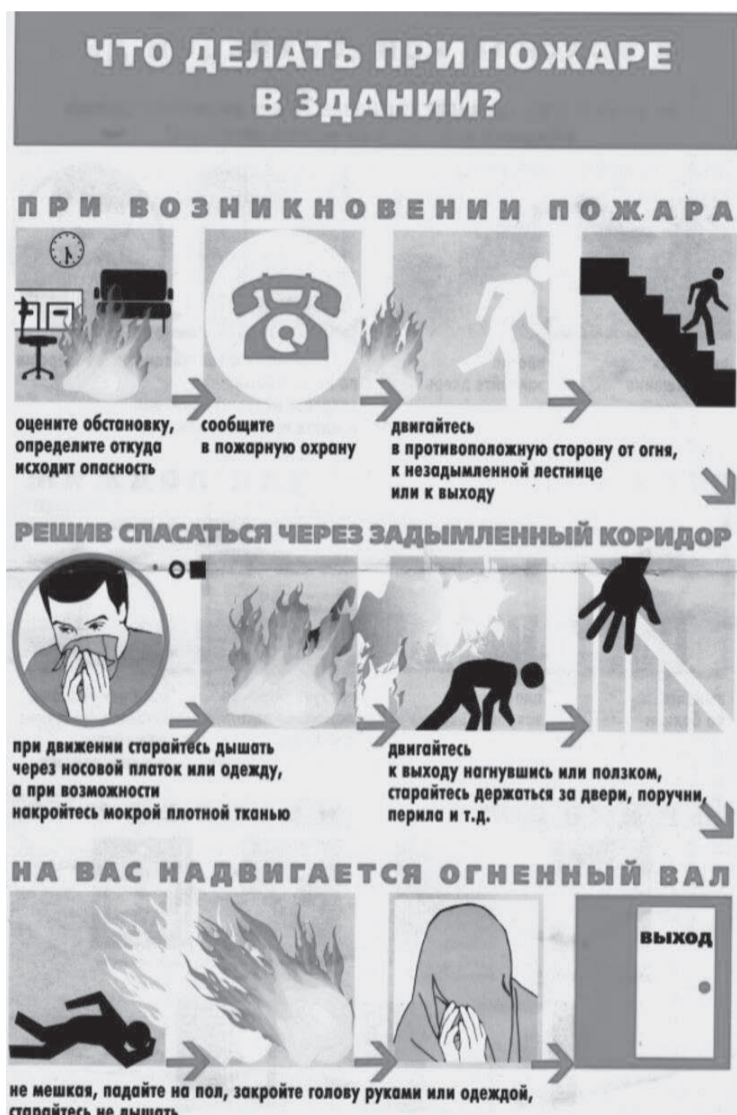 ЧТО ДЕЛАТЬ ПРИ ПОЖАРЕ
В ЗДАНИИ?
ПРИ ВОЗНИКНОВЕНИИ ПОЖАРА
оцените обстановку,
определите откуда
исходит опасность
сообщите
в пожарную охрану
двигайтесь
в противоположную сторону от огня,
к незадымленной лестнице
или к выходу
РЕШИВ СПАСАТЬСЯ ЧЕРЕЗ ЗАДЫМЛЕННЫЙ КОРИДОР
при движении старайтесь дышать
через носовой платок или одежду,
а при возможности
накройтесь мокрой плотной тканью
двигайтесь
к выходу нагнувшись или ползком,
старайтесь держаться за двери, поручни,
перила и т.д.
НА ВАС НАДВИГАЕТСЯ ОГНЕННЫЙ ВАЛ
ВЫХОД
не мешкая, падайте на пол, закройте голову руками или одеждой,
старайтесь не дышать